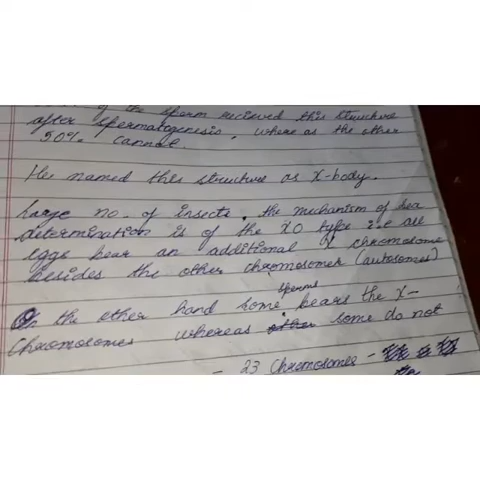 of the sperm recieved this structure
after spermatogenesis, where as the other
50% cannot.
He named this structure as X-body.
Large no. of insects, the mechanism of sex
determination is of the XO type i.e all
eggs bear an additional X chromosome
besides the other chromosomes (autosomes)
On the other hand some sperms bears the X-
Chromosomes whereas some do not
- 23 Chromosomes -